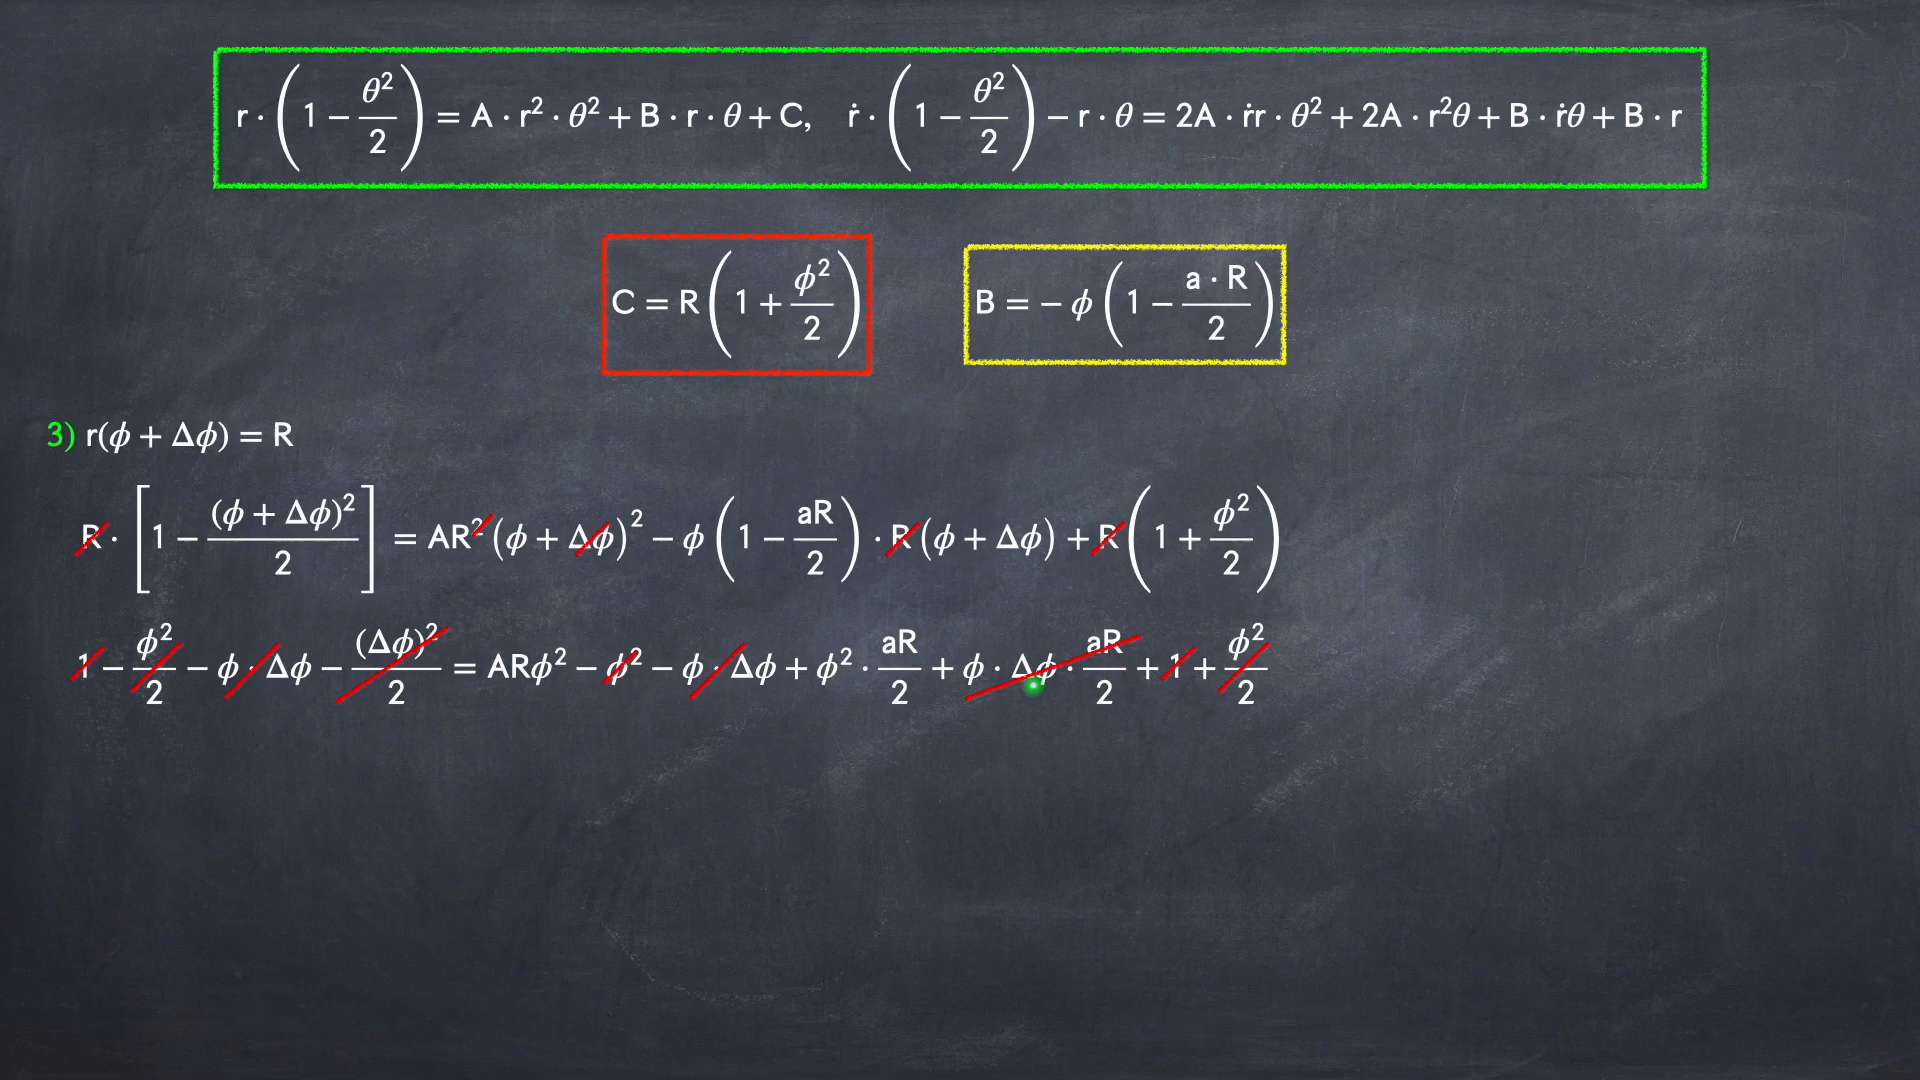 r · (1 − θ²/2) = A · r² · θ² + B · r · θ + C, ṙ · (1 − θ²/2) − r · θ = 2A · ṙr · θ² + 2A · r²θ + B · ṙθ + B · r
C = R (1 + ϕ²/2) B = − ϕ (1 − a · R/2)
3) r(ϕ + Δϕ) = R
R · [1 − (ϕ + Δϕ)²/2] = AR² (ϕ + Δϕ)² − ϕ (1 − aR/2) · R (ϕ + Δϕ) + R (1 + ϕ²/2)
1 − ϕ²/2 − ϕ · Δϕ − (Δϕ)²/2 = ARϕ² − ϕ² − ϕ · Δϕ + ϕ² · aR/2 + ϕ · Δϕ · aR/2 + 1 + ϕ²/2